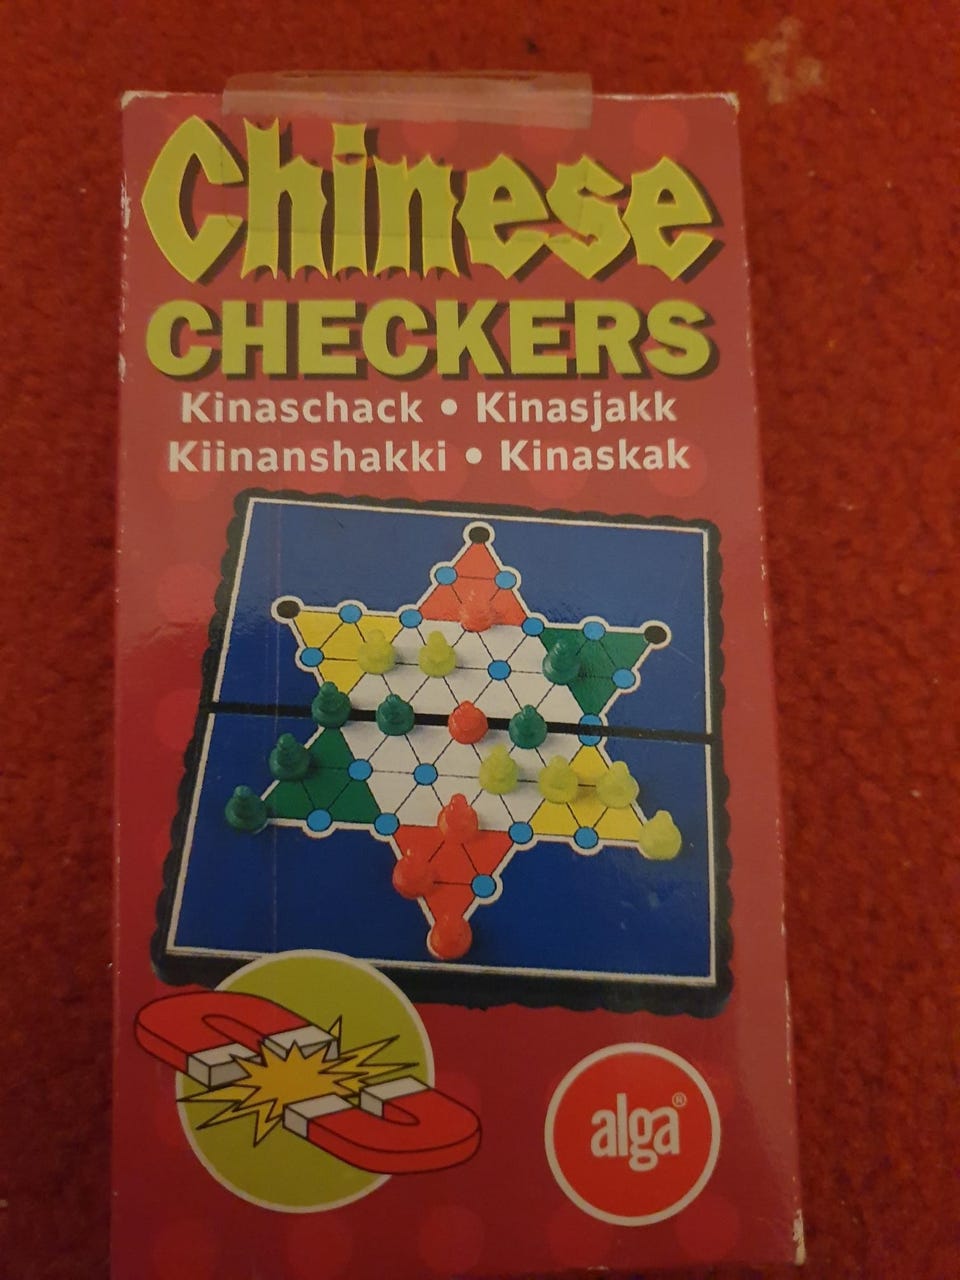 Chinese
CHECKERS
Kinaschack • Kinasjakk
Kiinanshakki • Kinaskak
alga®